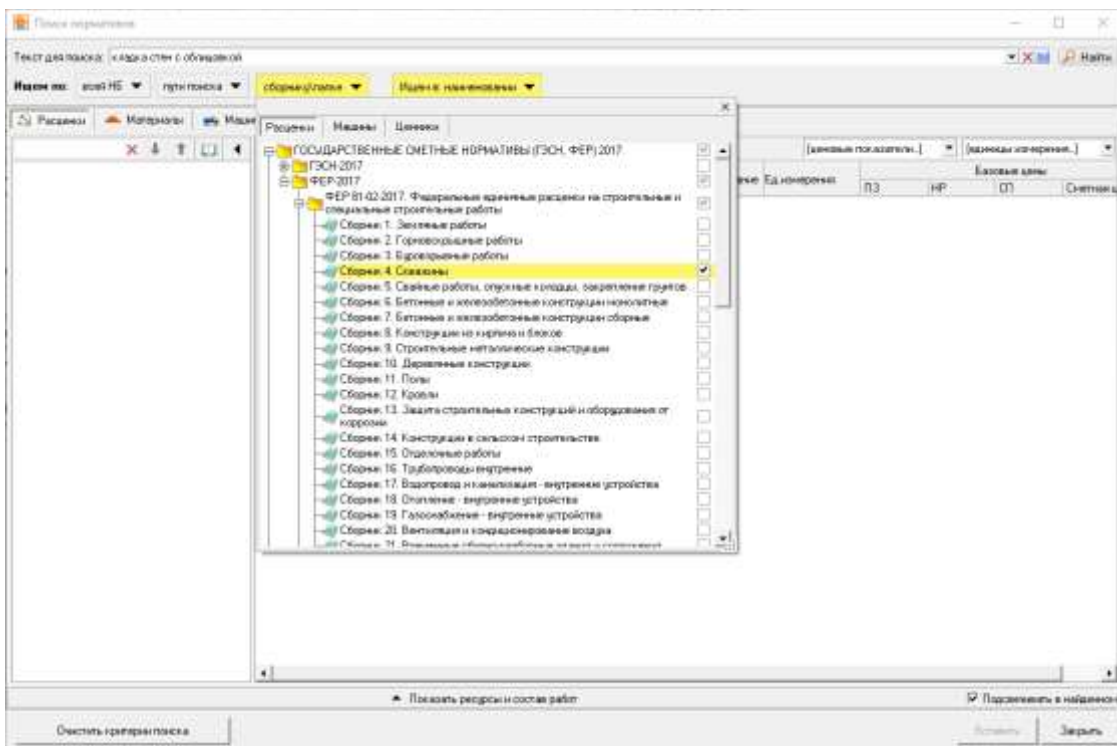 Поиск нормативов
Текст для поиска: кладка стен с облицовкой
Найти
Ищем по: всей НБ пути поиска сборнику\папке Ищем в наименовании
Расценки Материалы
Расценки Машины Ценники
ГОСУДАРСТВЕННЫЕ СМЕТНЫЕ НОРМАТИВЫ (ГЭСН, ФЕР) 2017
ГЭСН-2017
ФЕР-2017
ФЕР 81-02-2017. Федеральные единичные расценки на строительные и
специальные строительные работы
Сборник 1. Земляные работы
Сборник 2. Горновскрышные работы
Сборник 3. Буровзрывные работы
Сборник 4. Скважины
Сборник 5. Свайные работы, опускные колодцы, закрепление грунтов
Сборник 6. Бетонные и железобетонные конструкции монолитные
Сборник 7. Бетонные и железобетонные конструкции сборные
Сборник 8. Конструкции из кирпича и блоков
Сборник 9. Строительные металлические конструкции
Сборник 10. Деревянные конструкции
Сборник 11. Полы
Сборник 12. Кровли
Сборник 13. Защита строительных конструкций и оборудования от
коррозии
Сборник 14. Конструкции в сельском строительстве
Сборник 15. Отделочные работы
Сборник 16. Трубопроводы внутренние
Сборник 17. Водопровод и канализация - внутренние устройства
Сборник 18. Отопление - внутренние устройства
Сборник 19. Газоснабжение - внутренние устройства
Сборник 20. Вентиляция и кондиционирование воздуха
[ценовые показатели..] [единицы измерения..]
Ед.измерения Базовые цены
ПЗ НР СП
Показать ресурсы и состав работ
Подсвечивать в найденном
Очистить критерии поиска
Вставить Закрыть